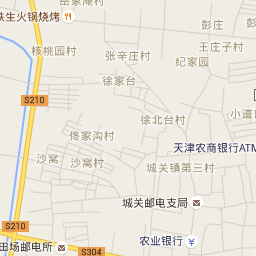 岳家庵村
铁生火锅烧烤
彭庄
核桃园村
张辛庄村
王庄子村
纪家园
徐家台
S210
小道
徐北台村
佟家沟村
天津农商银行ATM
沙窝
沙窝村
城关镇第三村
城关邮电支局
S210
农业银行
田场邮电所
S304